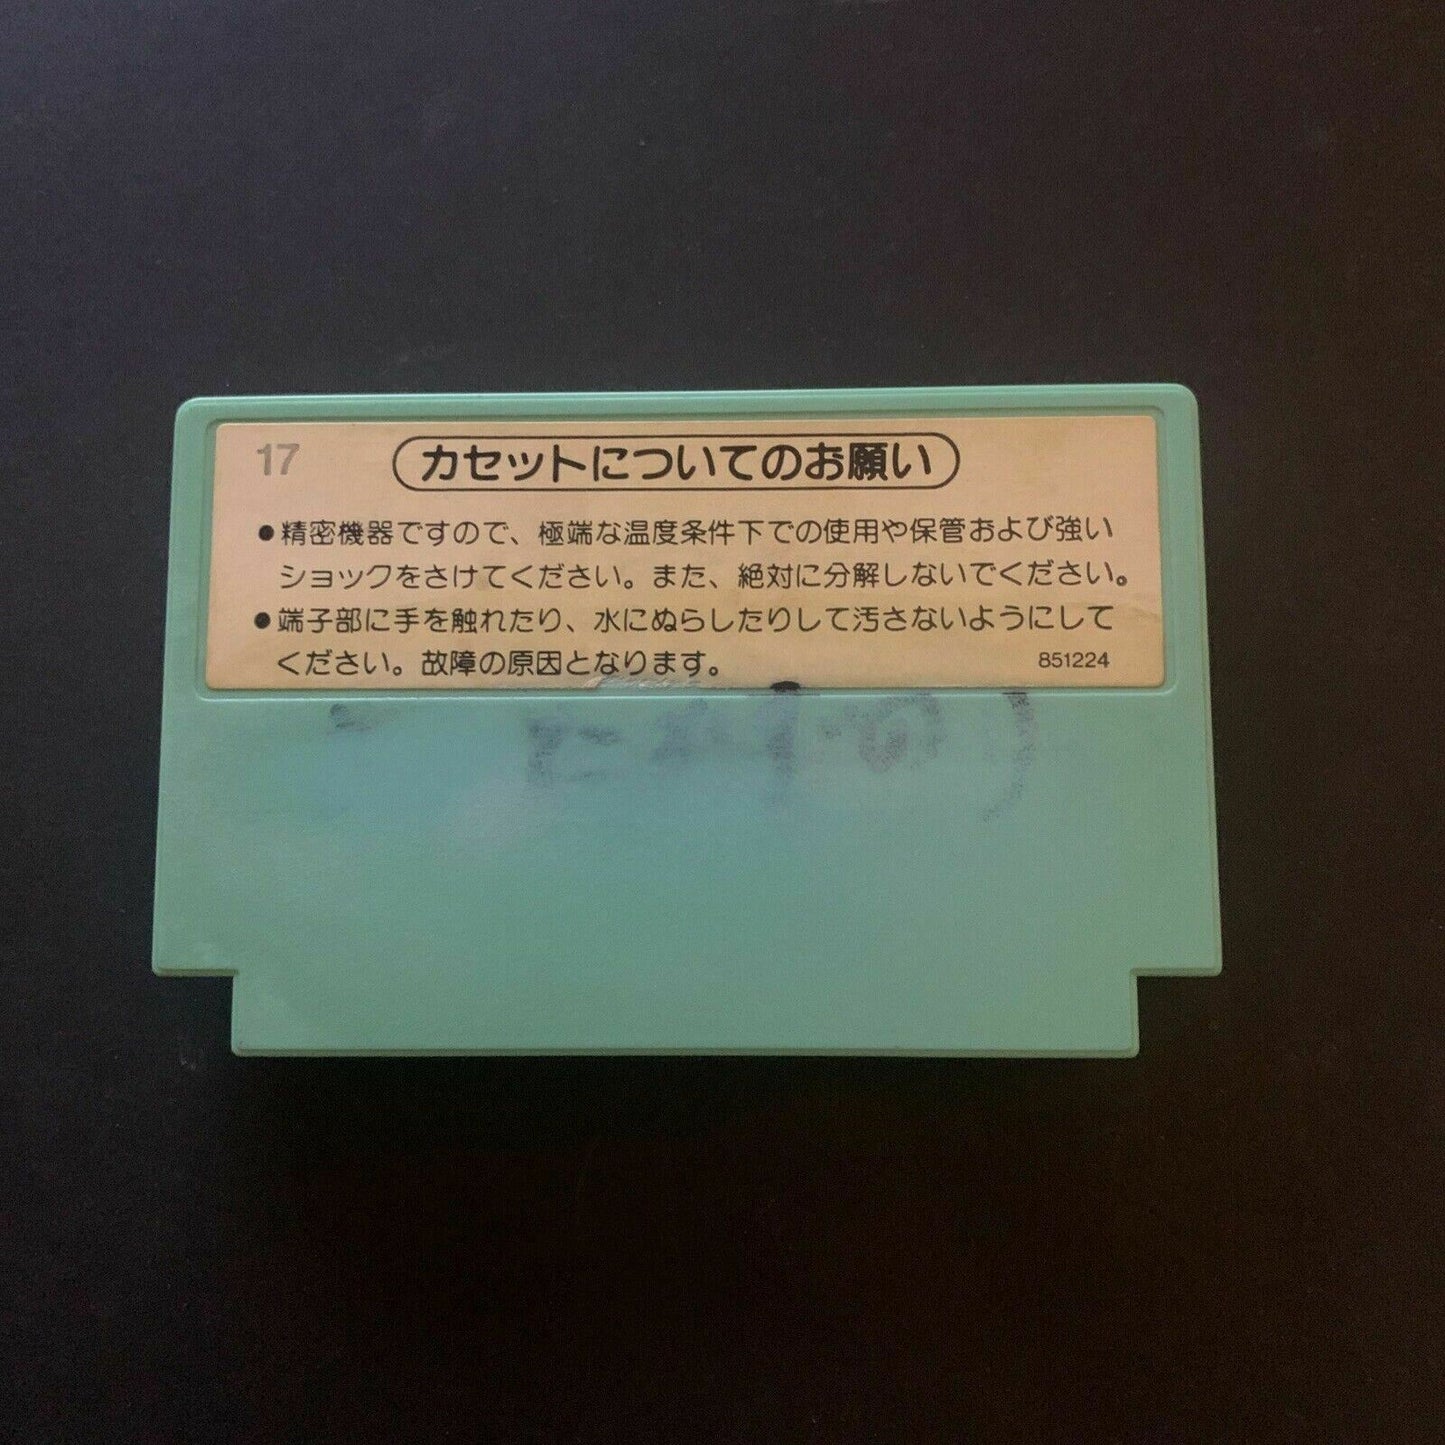 17
カセットについてのお願い
●精密機器ですので、極端な温度条件下での使用や保管および強い
ショックをさけてください。また、絶対に分解しないでください。
●端子部に手を触れたり、水にぬらしたりして汚さないようにして
ください。故障の原因となります。
851224